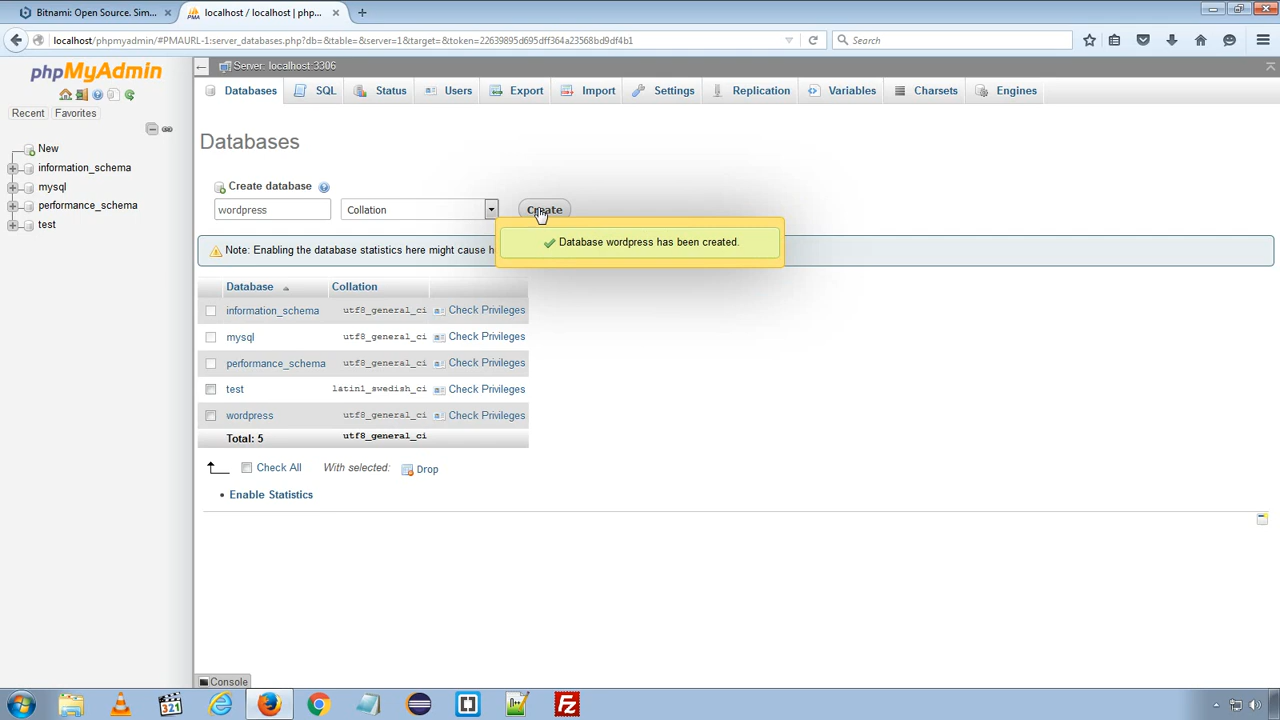 Bitnami: Open Source. Sim... × localhost / localhost | php... × +
localhost/phpmyadmin/#PMAURL-1:server_databases.php?db=&table=&server=1&target=&token=22639895d695dff364a23568bd9df4b1 Search
phpMyAdmin
Recent Favorites
New
information_schema
mysql
performance_schema
test
Server: localhost:3306
Databases SQL Status Users Export Import Settings Replication Variables Charsets Engines
Databases
Create database
wordpress Collation Create
Database wordpress has been created.
Note: Enabling the database statistics here might cause h
Database Collation
information_schema utf8_general_ci Check Privileges
mysql utf8_general_ci Check Privileges
performance_schema utf8_general_ci Check Privileges
test latin1_swedish_ci Check Privileges
wordpress utf8_general_ci Check Privileges
Total: 5 utf8_general_ci
Check All With selected: Drop
• Enable Statistics
Console
321